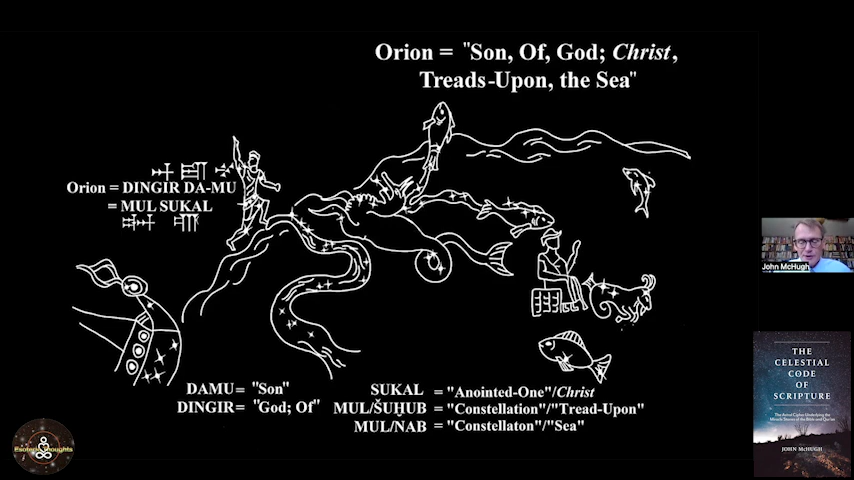 Orion = "Son, Of, God; Christ,
Treads-Upon, the Sea"
Orion = DINGIR DA-MU
= MUL SUKAL
DAMU= "Son"
DINGIR= "God; Of"
SUKAL = "Anointed-One"/Christ
MUL/ŠUḪUB = "Constellation"/"Tread-Upon"
MUL/NAB = "Constellaton"/"Sea"
John McHugh
THE
CELESTIAL
CODE
OF
SCRIPTURE
JOHN McHUGH
Esoteric Thoughts